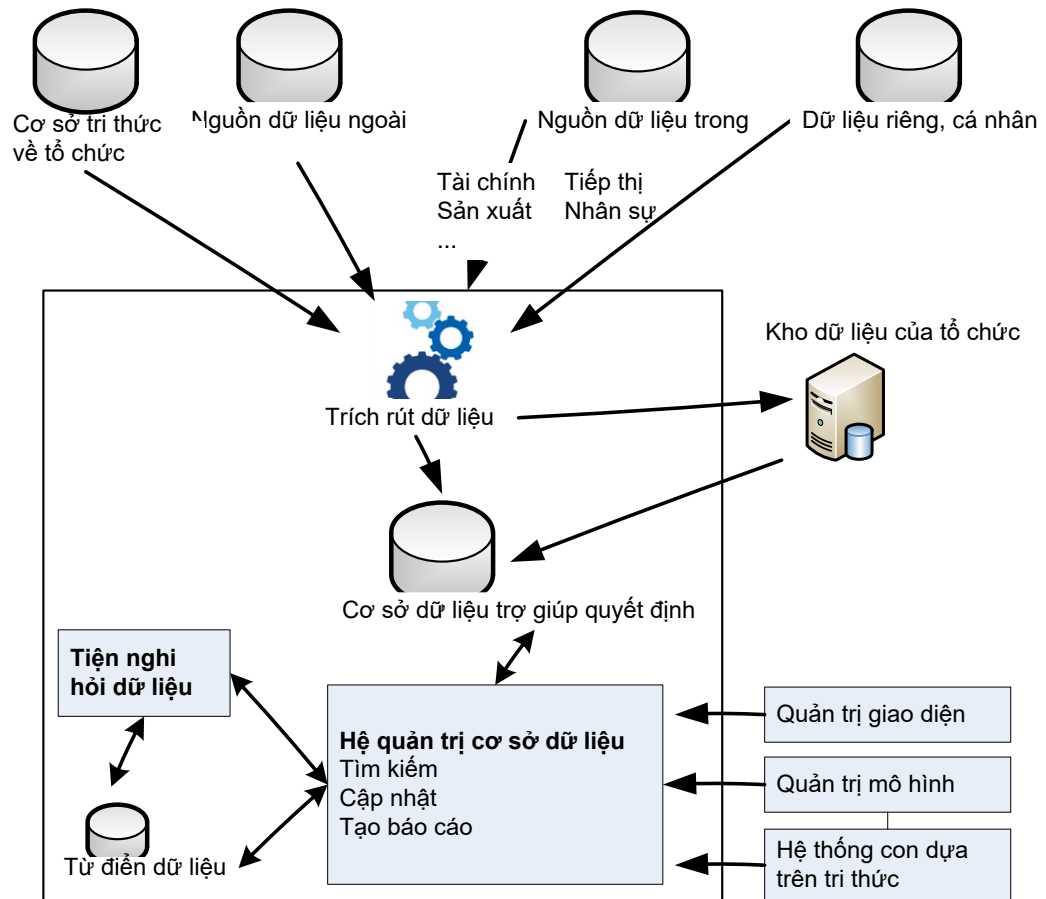 Cơ sở tri thức
về tổ chức
Nguồn dữ liệu ngoài
Nguồn dữ liệu trong
Dữ liệu riêng, cá nhân
Tài chính Tiếp thị
Sản xuất Nhân sự
...
Kho dữ liệu của tổ chức
Trích rút dữ liệu
Cơ sở dữ liệu trợ giúp quyết định
Tiện nghi
hỏi dữ liệu
Hệ quản trị cơ sở dữ liệu
Tìm kiếm
Cập nhật
Tạo báo cáo
Từ điển dữ liệu
Quản trị giao diện
Quản trị mô hình
Hệ thống con dựa
trên tri thức